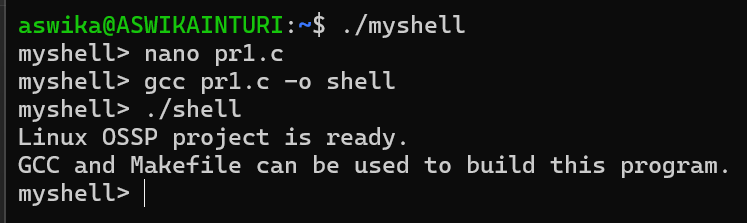 aswika@ASWIKAINTURI:~$ ./myshell
myshell> nano pr1.c
myshell> gcc pr1.c -o shell
myshell> ./shell
Linux OSSP project is ready.
GCC and Makefile can be used to build this program.
myshell>